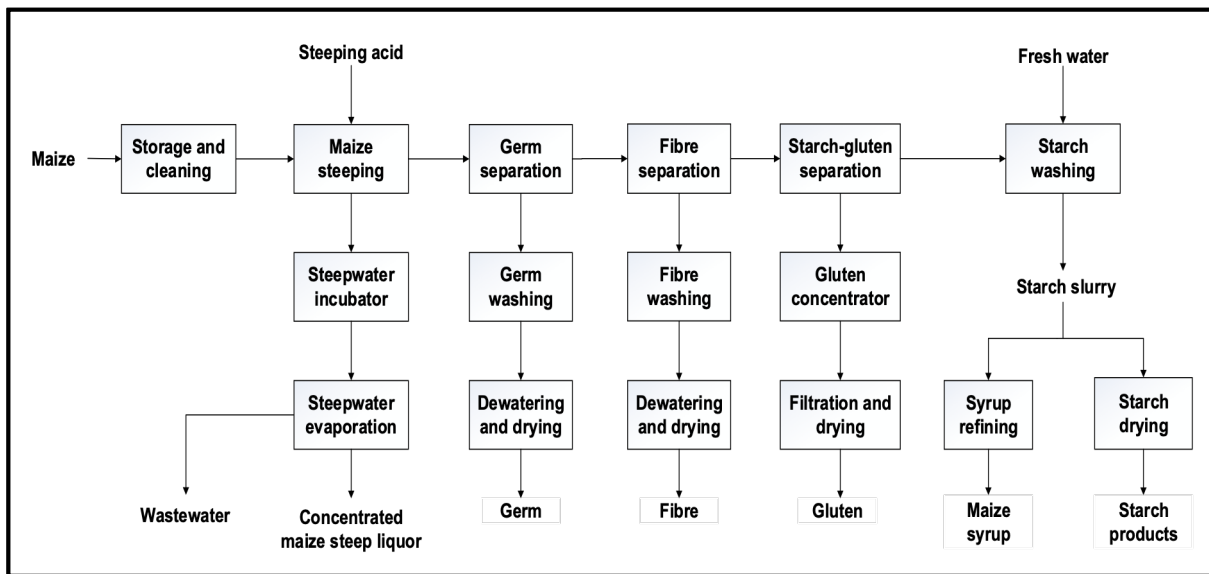 Steeping acid
Fresh water
Maize
Storage and
cleaning
Maize
steeping
Germ
separation
Fibre
separation
Starch-gluten
separation
Starch
washing
Steepwater
incubator
Germ
washing
Fibre
washing
Gluten
concentrator
Starch slurry
Steepwater
evaporation
Dewatering
and drying
Dewatering
and drying
Filtration and
drying
Syrup
refining
Starch
drying
Wastewater
Concentrated
maize steep liquor
Germ
Fibre
Gluten
Maize
syrup
Starch
products